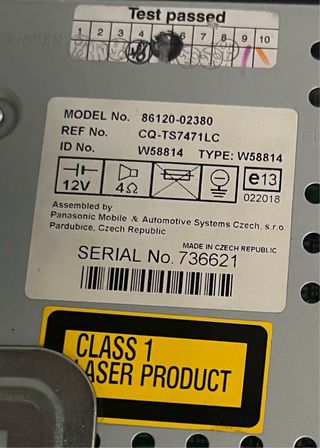 Test passed
1 2 3 4 7 8 9 10
OPEN
MODEL No. 86120-02380
REF No. CQ-TS7471LC
ID No. W58814 TYPE: W58814
12V 4Ω e13
022018
Assembled by
Panasonic Mobile & Automotive Systems Czech, s.r.o
Pardubice, Czech Republic
MADE IN CZECH REPUBLIC
SERIAL No. 736621
CLASS 1
LASER PRODUCT